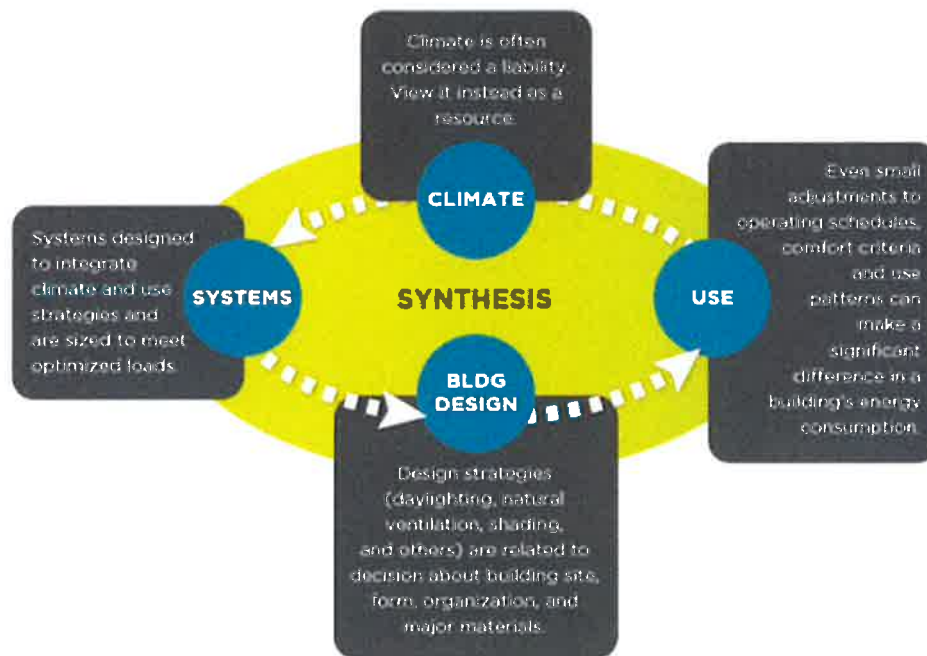 Climate is often
considered a liability.
View it instead as a
resource.
CLIMATE
Even small
adjustments to
operating schedules,
comfort criteria
and use
patterns can
make a
significant
difference in a
building's energy
consumption.
Systems designed
to integrate
climate and use
strategies and
are sized to meet
optimized loads.
SYSTEMS
SYNTHESIS
USE
BLDG
DESIGN
Design strategies
(daylighting, natural
ventilation, shading,
and others) are related to
decision about building site,
form, organization, and
major materials.